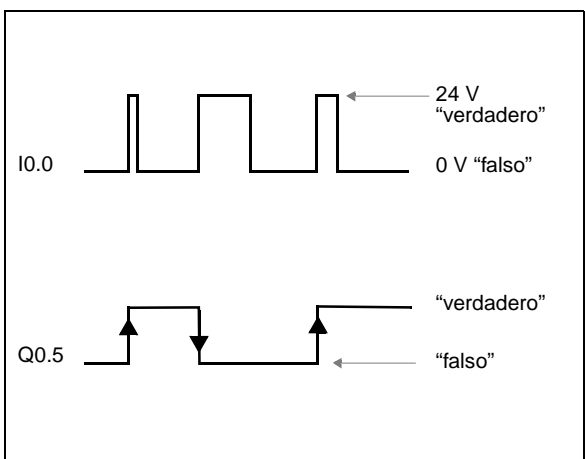 24 V
“verdadero”
I0.0
0 V “falso”
“verdadero”
Q0.5
“falso”